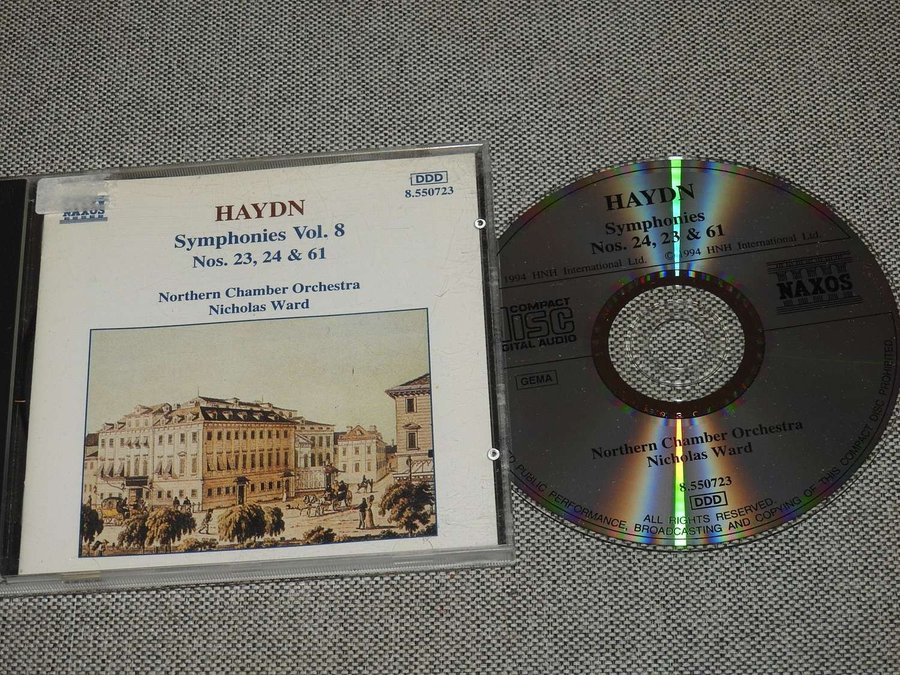 NAXOS
DDD
8.550723
HAYDN
Symphonies Vol. 8
Nos. 23, 24 & 61
Northern Chamber Orchestra
Nicholas Ward
HAYDN
Symphonies
Nos. 24, 23 & 61
1994 HNH International Ltd. © 1994 HNH International Ltd.
COMPACT
DISC
DIGITAL AUDIO
NAXOS
GEMA
Northern Chamber Orchestra
Nicholas Ward
8.550723
DDD
ALL RIGHTS RESERVED.
PUBLIC PERFORMANCE, BROADCASTING AND COPYING OF THIS COMPACT DISC PROHIBITED